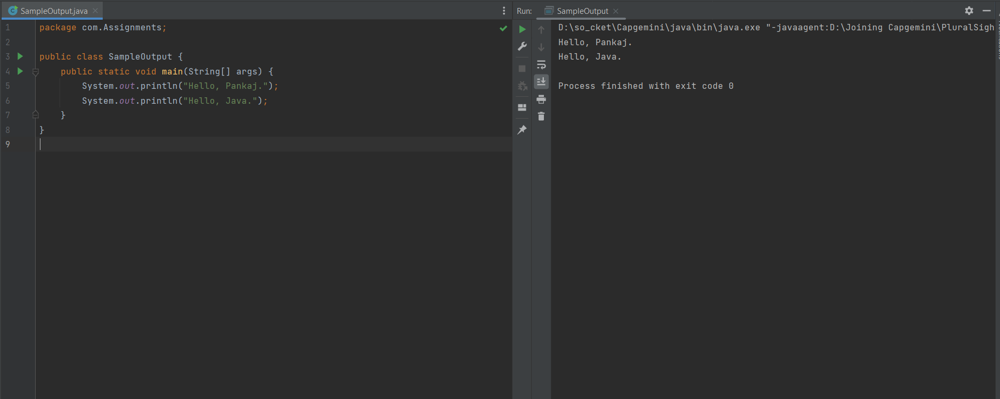 SampleOutput.java
1 package com.Assignments;
2
3 public class SampleOutput {
4     public static void main(String[] args) {
5         System.out.println("Hello, Pankaj.");
6         System.out.println("Hello, Java.");
7     }
8 }
9
Run: SampleOutput
D:\so_cket\Capgemini\java\bin\java.exe "-javaagent:D:\Joining Capgemini\PluralSigh
Hello, Pankaj.
Hello, Java.
Process finished with exit code 0